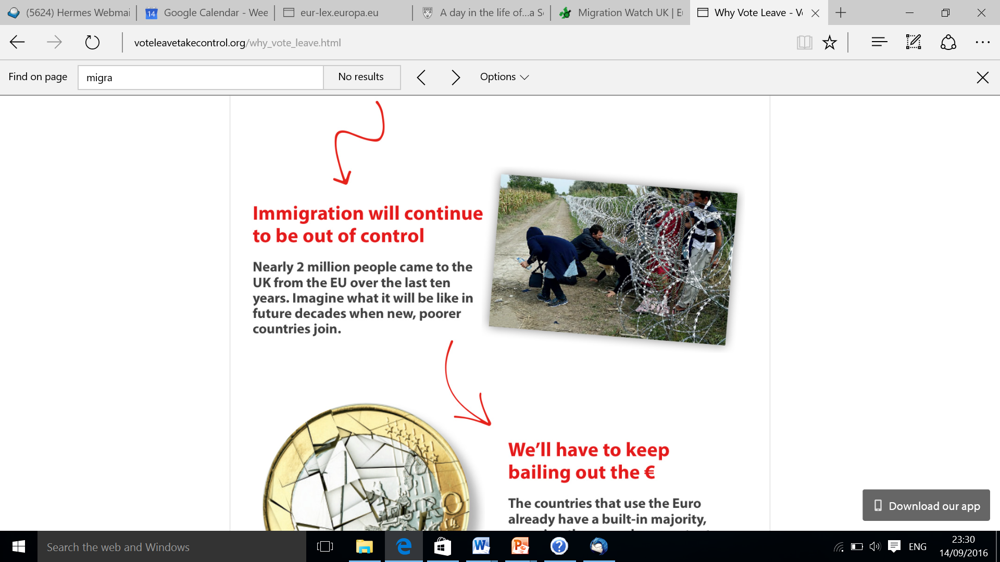 (5624) Hermes Webmai
14
Google Calendar - Wee
eur-lex.europa.eu
A day in the life of...a Se
Migration Watch UK | Eu
Why Vote Leave - Vo
voteleavetakecontrol.org/why_vote_leave.html
Find on page
migra
No results
Options
Immigration will continue
to be out of control
Nearly 2 million people came to the
UK from the EU over the last ten
years. Imagine what it will be like in
future decades when new, poorer
countries join.
We'll have to keep
bailing out the €
The countries that use the Euro
already have a built-in majority,
EURO
Download our app
Search the web and Windows
ENG
23:30
14/09/2016